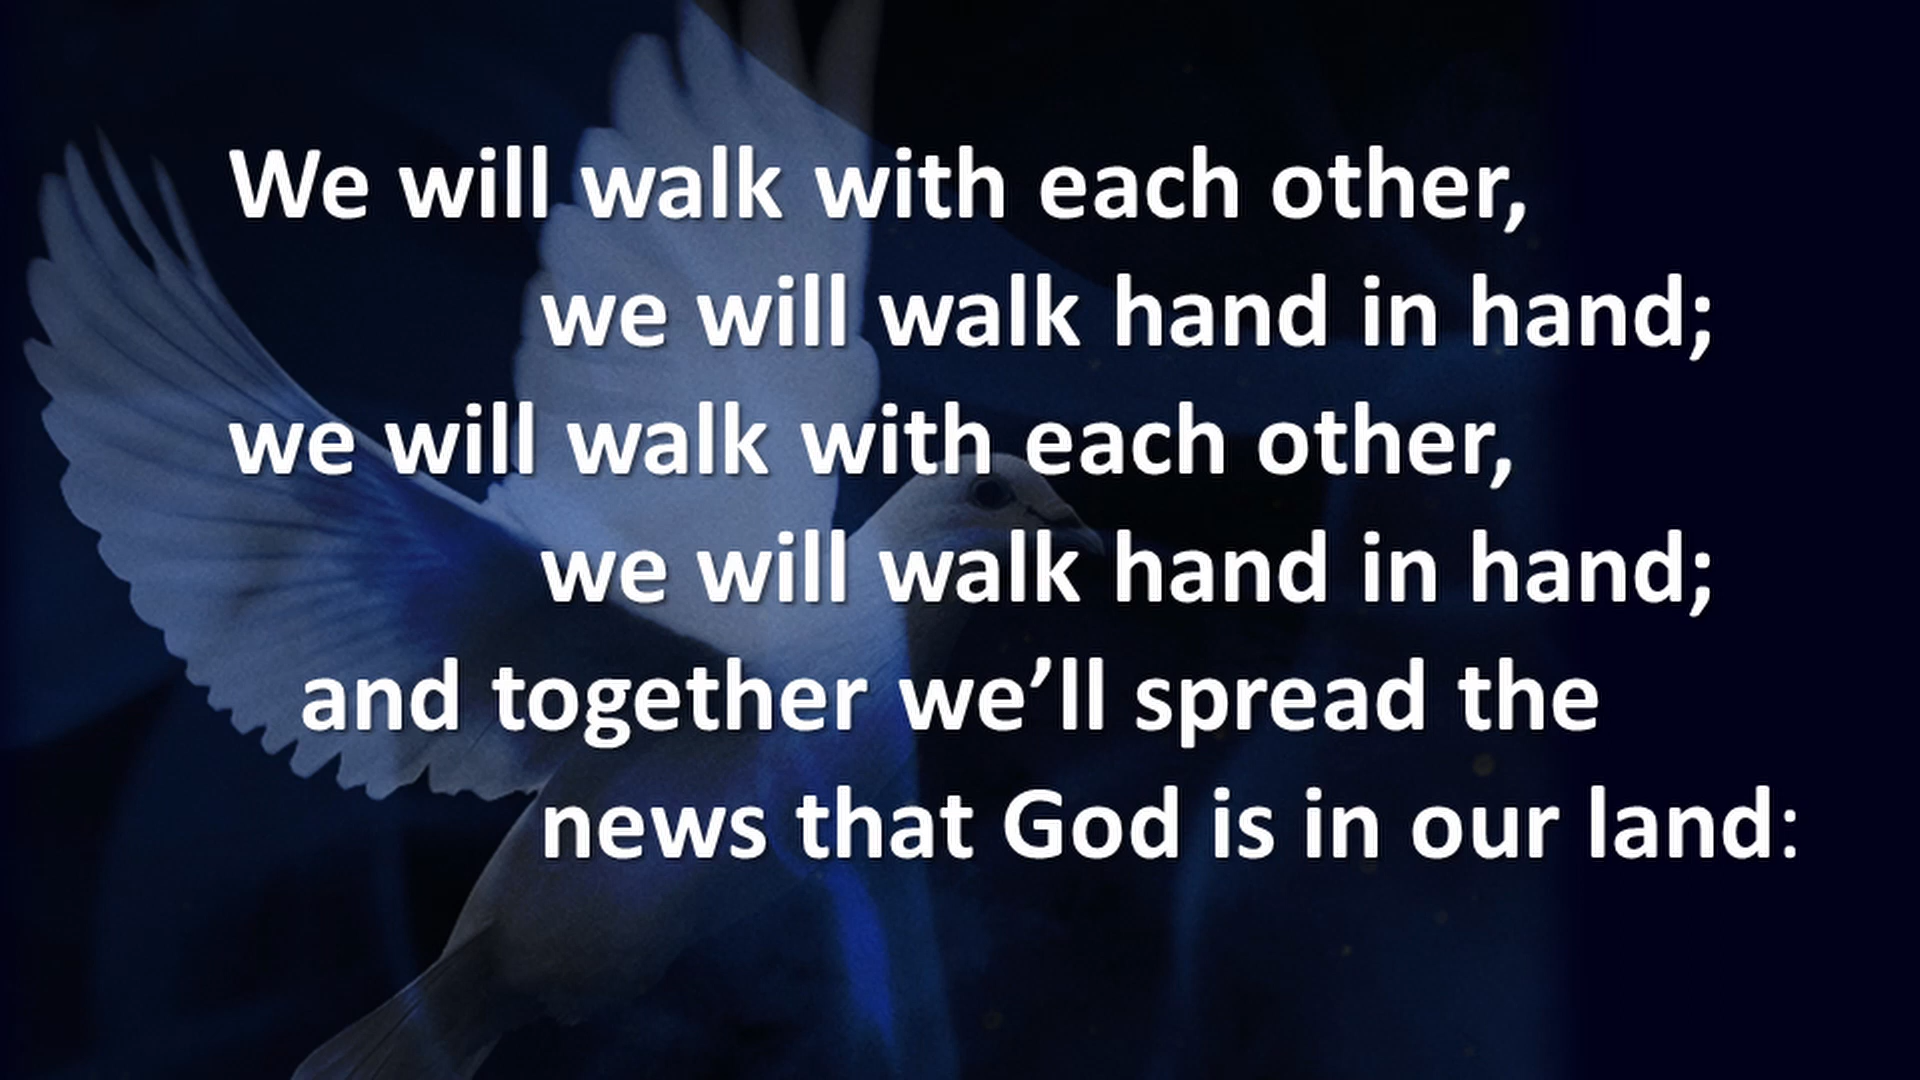 We will walk with each other,
we will walk hand in hand;
we will walk with each other,
we will walk hand in hand;
and together we’ll spread the
news that God is in our land: